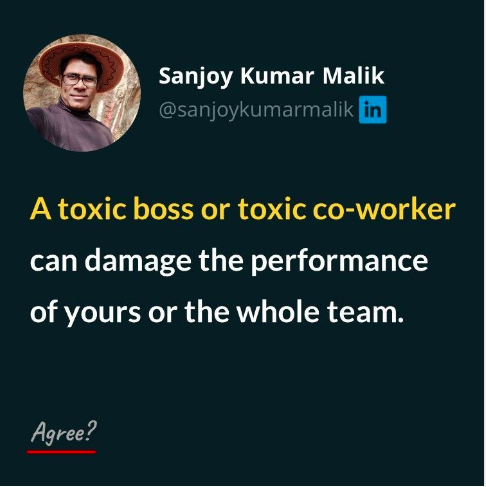 Sanjoy Kumar Malik
@sanjoykumarmalik in
A toxic boss or toxic co-worker
can damage the performance
of yours or the whole team.
Agree?